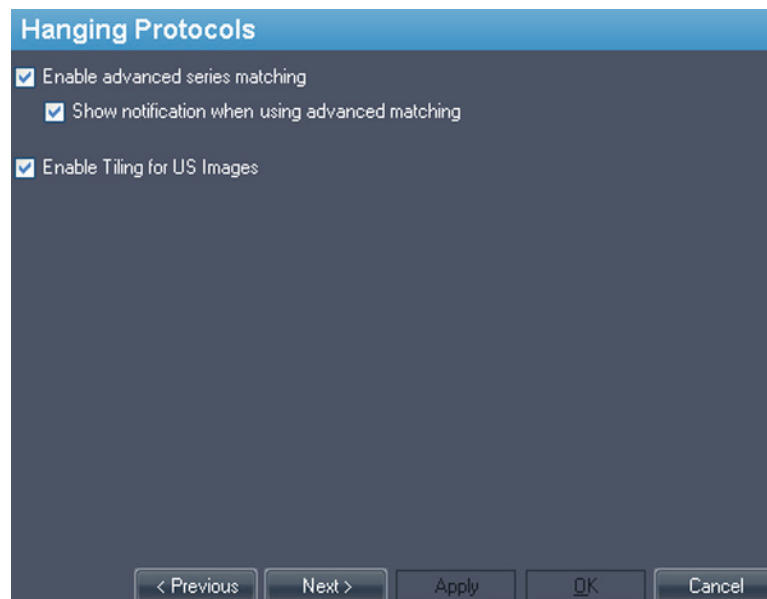 Hanging Protocols
Enable advanced series matching
Show notification when using advanced matching
Enable Tiling for US Images
< Previous Next > Apply OK Cancel